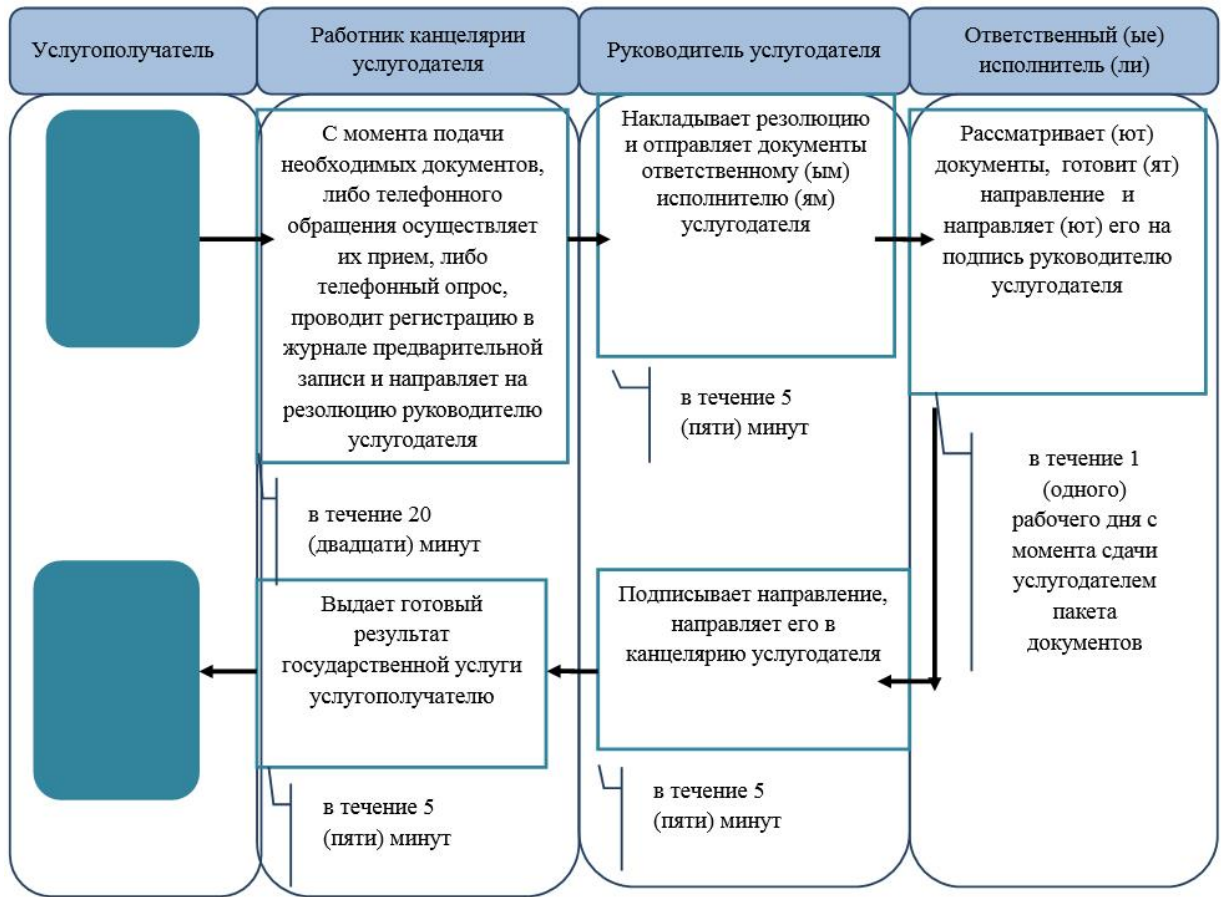 Услугополучатель
Работник канцелярии
услугодателя
Руководитель услугодателя
Ответственный (ые)
исполнитель (ли)
С момента подачи
необходимых документов,
либо телефонного
обращения осуществляет
их прием, либо
телефонный опрос,
проводит регистрацию в
журнале предварительной
записи и направляет на
резолюцию руководителю
услугодателя
в течение 20
(двадцати) минут
Накладывает резолюцию
и отправляет документы
ответственному (ым)
исполнителю (ям)
услугодателя
в течение 5
(пяти) минут
Рассматривает (ют)
документы, готовит (ят)
направление и
направляет (ют) его на
подпись руководителю
услугодателя
в течение 1
(одного)
рабочего дня с
момента сдачи
услугодателем
пакета
документов
Подписывает направление,
направляет его в
канцелярию услугодателя
в течение 5
(пяти) минут
Выдает готовый
результат
государственной услуги
услугополучателю
в течение 5
(пяти) минут